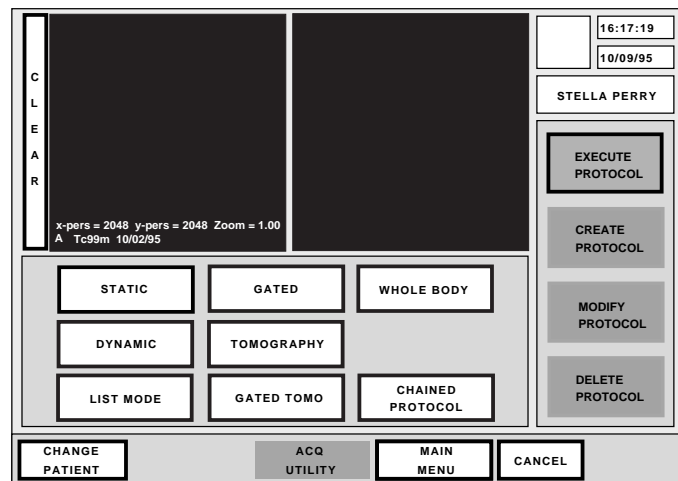 16:17:19
10/09/95
STELLA PERRY
C
L
E
A
R
x-pers = 2048 y-pers = 2048 Zoom = 1.00
A Tc99m 10/02/95
EXECUTE
PROTOCOL
CREATE
PROTOCOL
MODIFY
PROTOCOL
DELETE
PROTOCOL
STATIC
GATED
WHOLE BODY
DYNAMIC
TOMOGRAPHY
LIST MODE
GATED TOMO
CHAINED
PROTOCOL
CHANGE
PATIENT
ACQ
UTILITY
MAIN
MENU
CANCEL